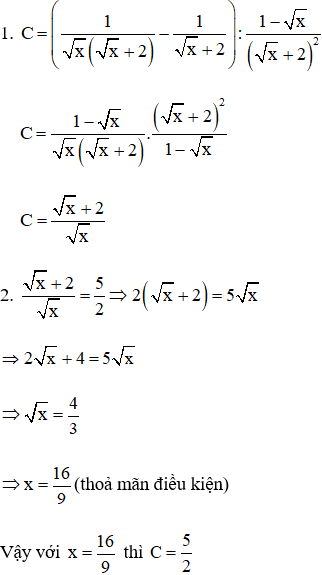 1. C = ( 1 / (√x(√x + 2)) − 1 / (√x + 2) ) : (1 − √x) / (√x + 2)²
C = (1 − √x) / (√x(√x + 2)) . (√x + 2)² / (1 − √x)
C = (√x + 2) / √x
2. (√x + 2) / √x = 5/2 ⇒ 2(√x + 2) = 5√x
⇒ 2√x + 4 = 5√x
⇒ √x = 4/3
⇒ x = 16/9 (thoả mãn điều kiện)
Vậy với x = 16/9 thì C = 5/2